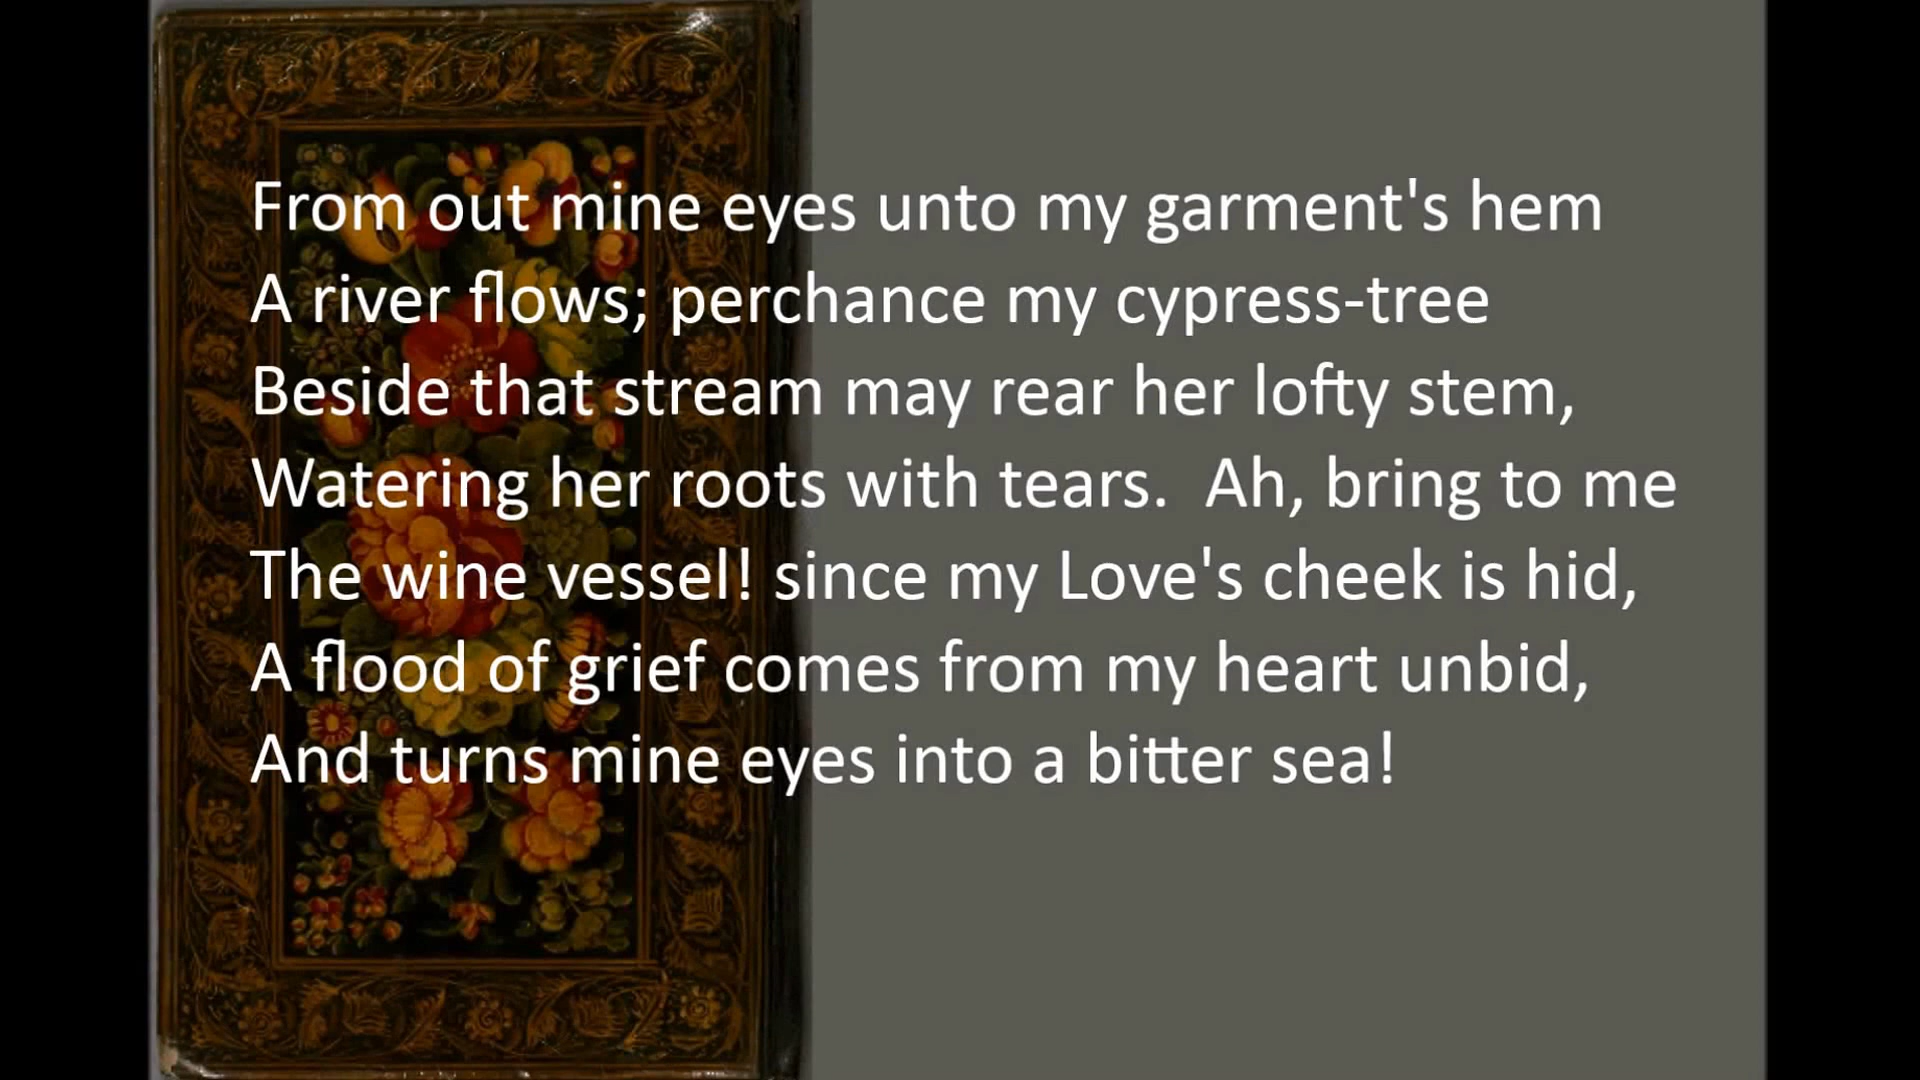 From out mine eyes unto my garment's hem
A river flows; perchance my cypress-tree
Beside that stream may rear her lofty stem,
Watering her roots with tears.  Ah, bring to me
The wine vessel! since my Love's cheek is hid,
A flood of grief comes from my heart unbid,
And turns mine eyes into a bitter sea!